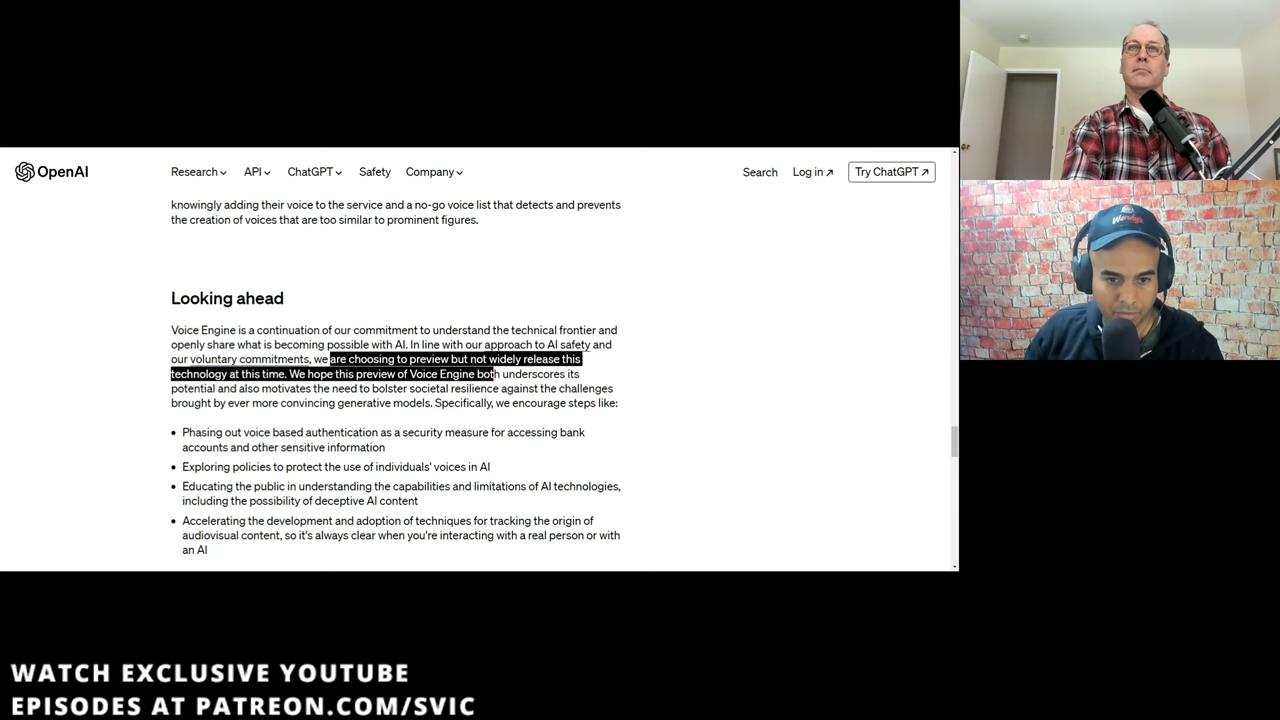 OpenAI Research API ChatGPT Safety Company Search Log in ↗ Try ChatGPT ↗
knowingly adding their voice to the service and a no-go voice list that detects and prevents
the creation of voices that are too similar to prominent figures.
Looking ahead
Voice Engine is a continuation of our commitment to understand the technical frontier and
openly share what is becoming possible with AI. In line with our approach to AI safety and
our voluntary commitments, we are choosing to preview but not widely release this
technology at this time. We hope this preview of Voice Engine both underscores its
potential and also motivates the need to bolster societal resilience against the challenges
brought by ever more convincing generative models. Specifically, we encourage steps like:
• Phasing out voice based authentication as a security measure for accessing bank
accounts and other sensitive information
• Exploring policies to protect the use of individuals' voices in AI
• Educating the public in understanding the capabilities and limitations of AI technologies,
including the possibility of deceptive AI content
• Accelerating the development and adoption of techniques for tracking the origin of
audiovisual content, so it's always clear when you're interacting with a real person or with
an AI
Wendy's
WATCH EXCLUSIVE YOUTUBE
EPISODES AT PATREON.COM/SVIC